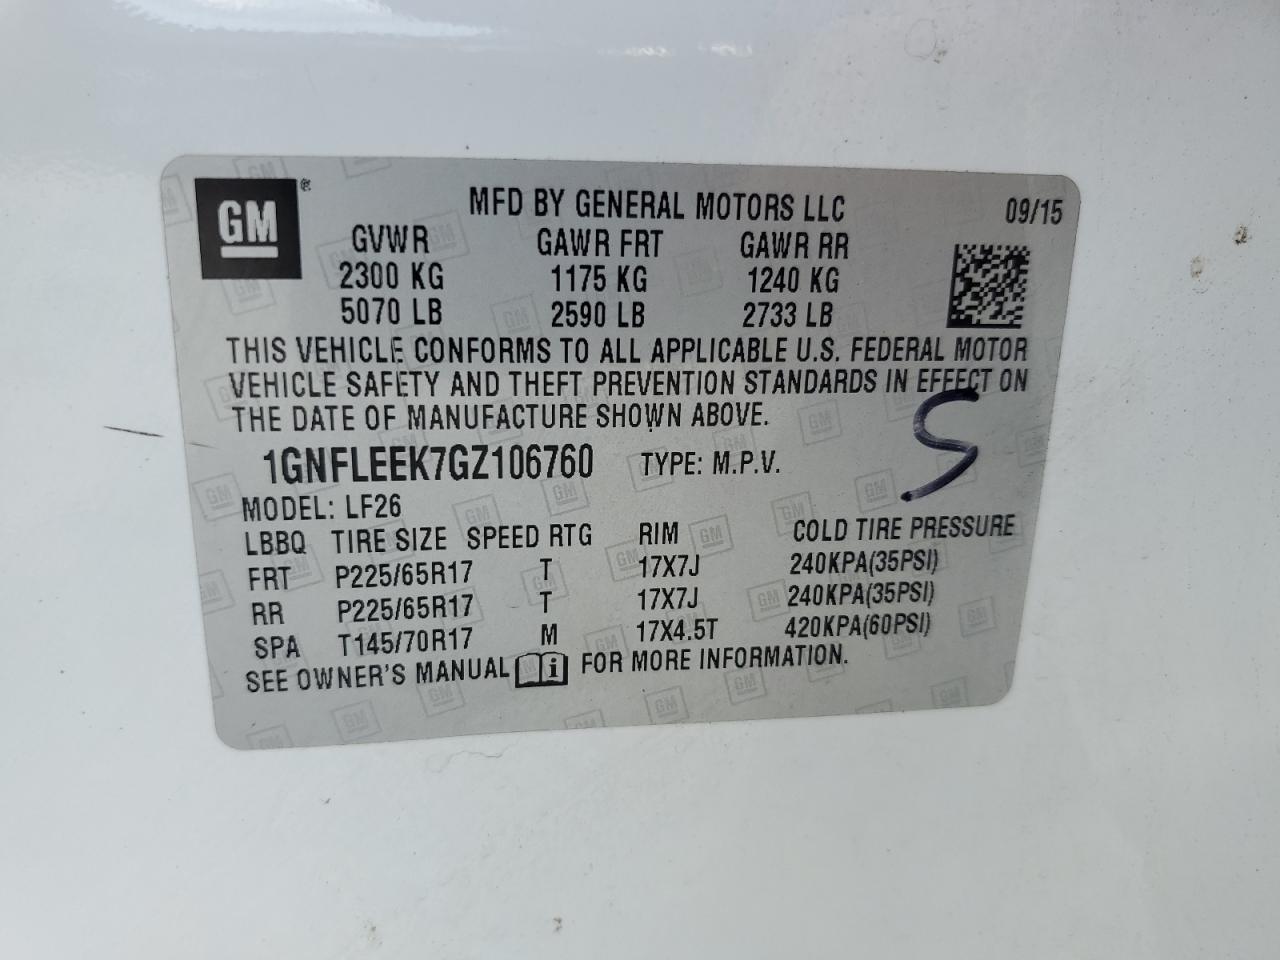 GM ®
MFD BY GENERAL MOTORS LLC 09/15
GVWR GAWR FRT GAWR RR
2300 KG 1175 KG 1240 KG
5070 LB 2590 LB 2733 LB
THIS VEHICLE CONFORMS TO ALL APPLICABLE U.S. FEDERAL MOTOR
VEHICLE SAFETY AND THEFT PREVENTION STANDARDS IN EFFECT ON
THE DATE OF MANUFACTURE SHOWN ABOVE.
1GNFLEEK7GZ106760 TYPE: M.P.V.
S
MODEL: LF26
LBBQ TIRE SIZE SPEED RTG RIM COLD TIRE PRESSURE
FRT P225/65R17 T 17X7J 240KPA(35PSI)
RR P225/65R17 T 17X7J 240KPA(35PSI)
SPA T145/70R17 M 17X4.5T 420KPA(60PSI)
SEE OWNER'S MANUAL i FOR MORE INFORMATION.